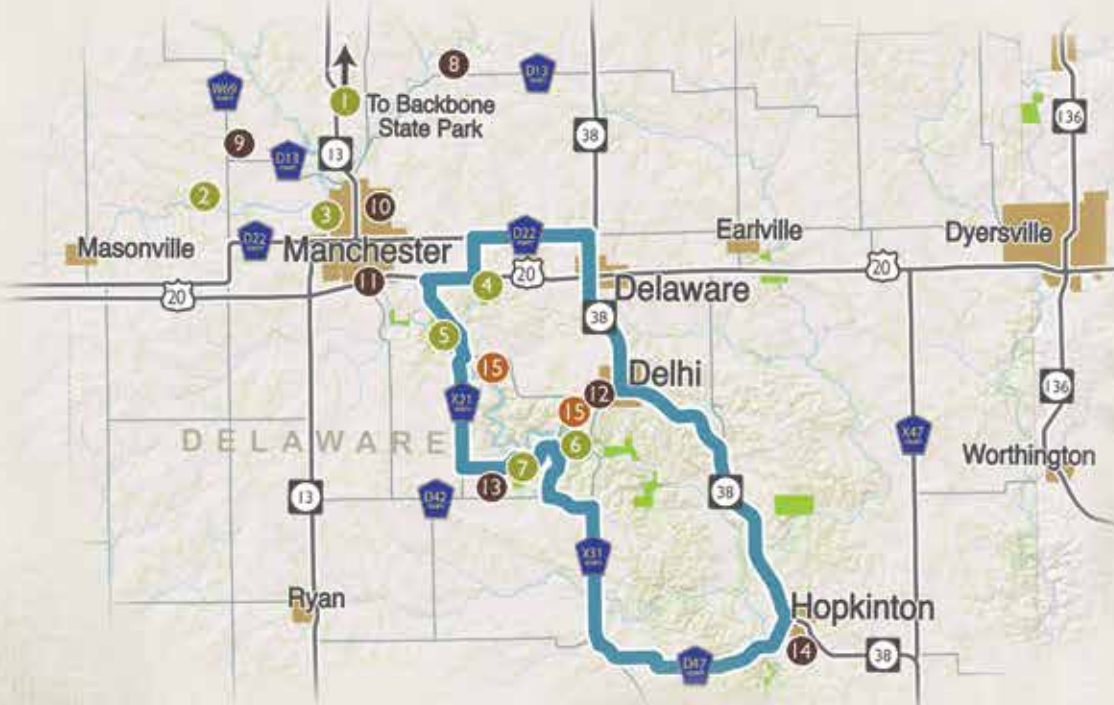 8
D13
136
W69
1
To Backbone
State Park
38
9
D13
13
2
3
10
D22
D22
Earlville
Dyersville
Masonville
Manchester
20
20
20
11
4
Delaware
38
5
15
Delhi
12
X21
15
136
X47
DELAWARE
6
7
Worthington
13
13
D42
38
X31
Ryan
Hopkinton
14
38
D47